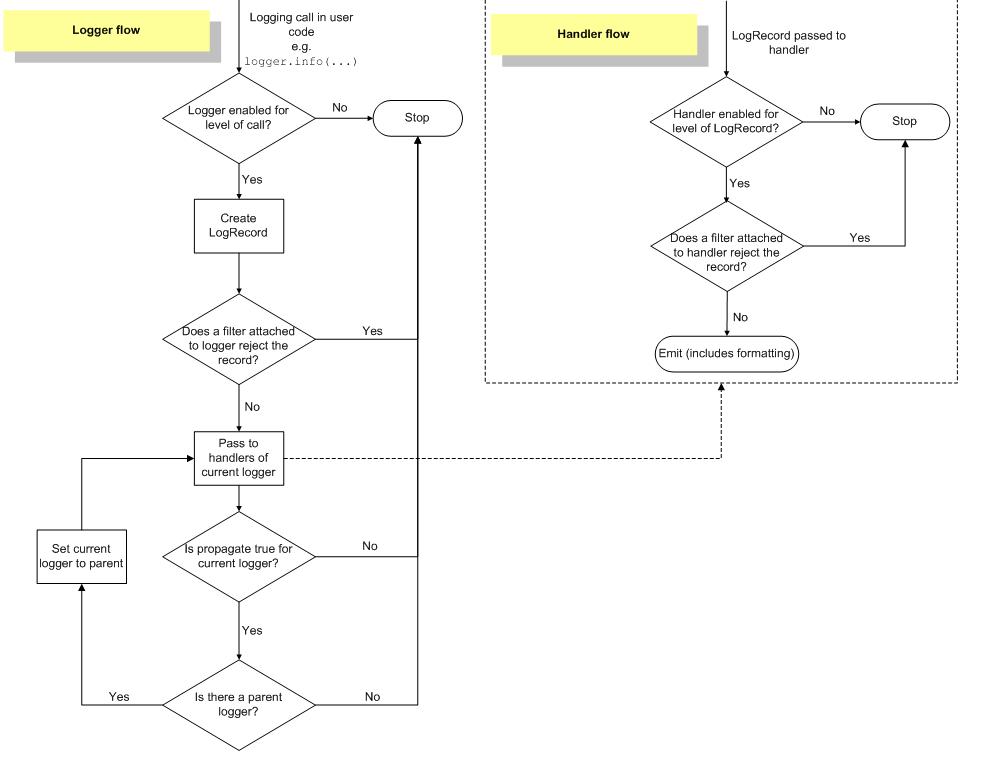 Logger flow
Logging call in user
code
e.g.
logger.info(...)
Logger enabled for
level of call?
No
Stop
Yes
Create
LogRecord
Does a filter attached
to logger reject the
record?
Yes
No
Pass to
handlers of
current logger
Set current
logger to parent
Is propagate true for
current logger?
No
Yes
Is there a parent
logger?
Yes
No
Handler flow
LogRecord passed to
handler
Handler enabled for
level of LogRecord?
No
Stop
Yes
Does a filter attached
to handler reject the
record?
Yes
No
Emit (includes formatting)